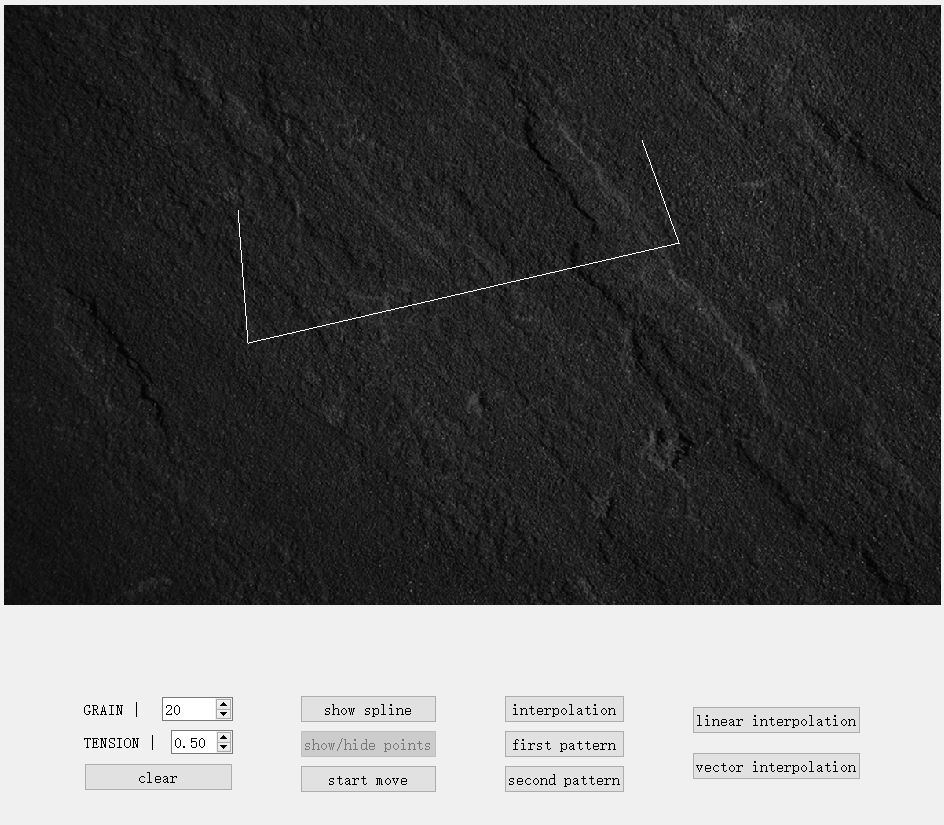 GRAIN |
20
show spline
interpolation
linear interpolation
TENSION |
0.50
show/hide points
first pattern
vector interpolation
clear
start move
second pattern